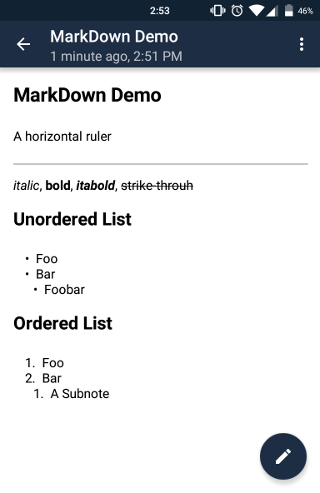 2:53
46%
MarkDown Demo
1 minute ago, 2:51 PM
MarkDown Demo
A horizontal ruler
italic, bold, itabold, strike throuh
Unordered List
• Foo
• Bar
• Foobar
Ordered List
1. Foo
2. Bar
1. A Subnote